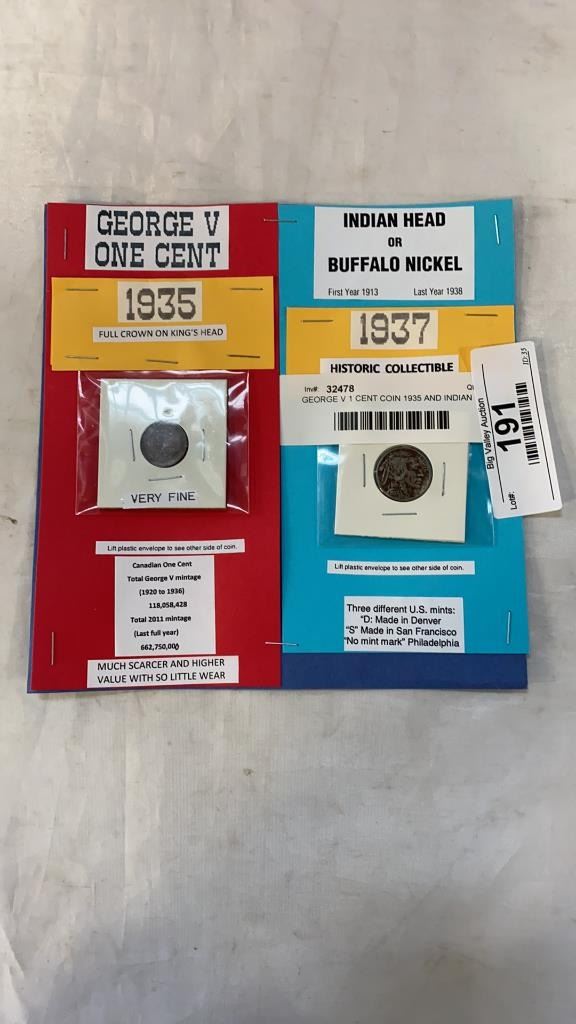 GEORGE V
ONE CENT
1935
FULL CROWN ON KING'S HEAD
VERY FINE
Lift plastic envelope to see other side of coin.
Canadian One Cent
Total George V mintage
(1920 to 1936)
118,058,428
Total 2011 mintage
(Last full year)
662,750,000
MUCH SCARCER AND HIGHER
VALUE WITH SO LITTLE WEAR
INDIAN HEAD
OR
BUFFALO NICKEL
First Year 1913 Last Year 1938
1937
HISTORIC COLLECTIBLE
Inv#: 32478
GEORGE V 1 CENT COIN 1935 AND INDIAN
Big Valley Auction
Lot#: 191
ID:35
Lift plastic envelope to see other side of coin.
Three different U.S. mints:
"D: Made in Denver
"S" Made in San Francisco
"No mint mark" Philadelphia